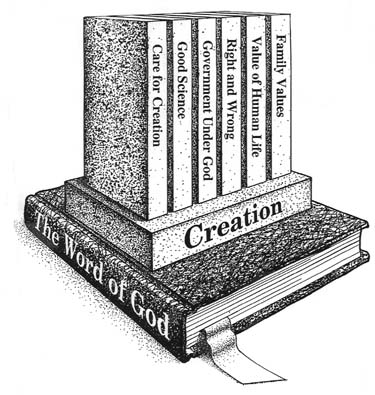 Care for Creation
Good Science
Government Under God
Right and Wrong
Value of Human Life
Family Values
Creation
The Word of God